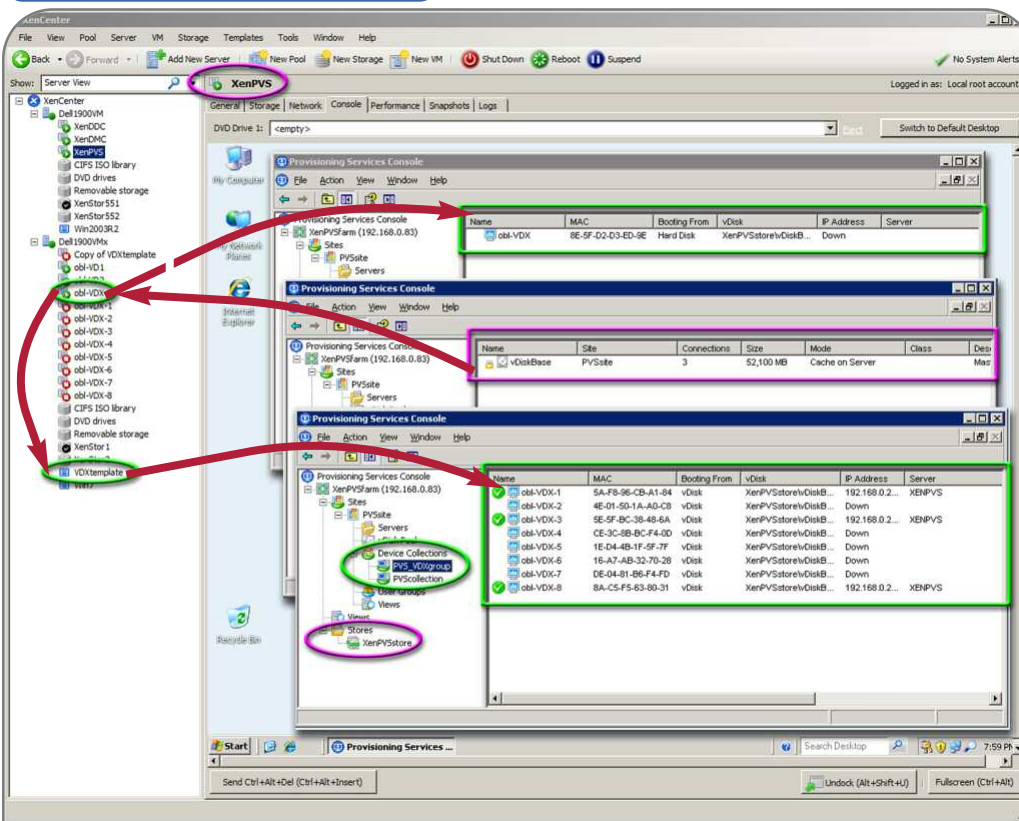 XenCenter
File View Pool Server VM Storage Templates Tools Window Help
Back Forward Add New Server New Pool New Storage New VM Shut Down Reboot Suspend No System Alerts
Show: Server View
XenPVS
Logged in as: Local root account
General Storage Network Console Performance Snapshots Logs
DVD Drive 1: <empty>
Eject
Switch to Default Desktop
XenCenter
Dell1900VM
XenDDC
XenDMC
XenPVS
CIFS ISO library
DVD drives
Removable storage
XenStor551
XenStor552
Win2003R2
Dell1900VMx
Copy of VDXtemplate
obl-VD1
obl-VDX
obl-VDX-1
obl-VDX-2
obl-VDX-3
obl-VDX-4
obl-VDX-5
obl-VDX-6
obl-VDX-7
obl-VDX-8
CIFS ISO library
DVD drives
Removable storage
XenStor1
VDXtemplate
Win7
My Computer
My Network Places
Internet Explorer
Recycle Bin
Provisioning Services Console
File Action View Window Help
Provisioning Services Console
XenPVSFarm (192.168.0.83)
Sites
PVSsite
Servers
Name MAC Booting From vDisk IP Address Server
obl-VDX 8E-5F-D2-D3-ED-9E Hard Disk XenPVSstore\vDiskB... Down
Provisioning Services Console
File Action View Window Help
Provisioning Services Console
XenPVSFarm (192.168.0.83)
Sites
PVSsite
Servers
Name Site Connections Size Mode Class Des
vDiskBase PVSsite 3 52,100 MB Cache on Server Mas
Provisioning Services Console
File Action View Window Help
Provisioning Services Console
XenPVSFarm (192.168.0.83)
Sites
PVSsite
Servers
Device Collections
PVS_VDXgroup
PVScollection
User Groups
Views
Views
Stores
XenPVSstore
Name MAC Booting From vDisk IP Address Server
obl-VDX-1 5A-F8-96-CB-A1-84 vDisk XenPVSstore\vDiskB... 192.168.0.2... XENPVS
obl-VDX-2 4E-01-50-1A-A0-C8 vDisk XenPVSstore\vDiskB... Down
obl-VDX-3 5E-5F-BC-38-48-6A vDisk XenPVSstore\vDiskB... 192.168.0.2... XENPVS
obl-VDX-4 CE-3C-8B-BC-F4-0D vDisk XenPVSstore\vDiskB... Down
obl-VDX-5 1E-D4-4B-1F-5F-7F vDisk XenPVSstore\vDiskB... Down
obl-VDX-6 16-A7-AB-32-70-28 vDisk XenPVSstore\vDiskB... Down
obl-VDX-7 DE-04-81-B6-F4-FD vDisk XenPVSstore\vDiskB... Down
obl-VDX-8 8A-C5-F5-63-80-31 vDisk XenPVSstore\vDiskB... 192.168.0.2... XENPVS
Start
Provisioning Services ...
Search Desktop
7:59 PM
Send Ctrl+Alt+Del (Ctrl+Alt+Insert)
Undock (Alt+Shift+U)
Fullscreen (Ctrl+Alt)